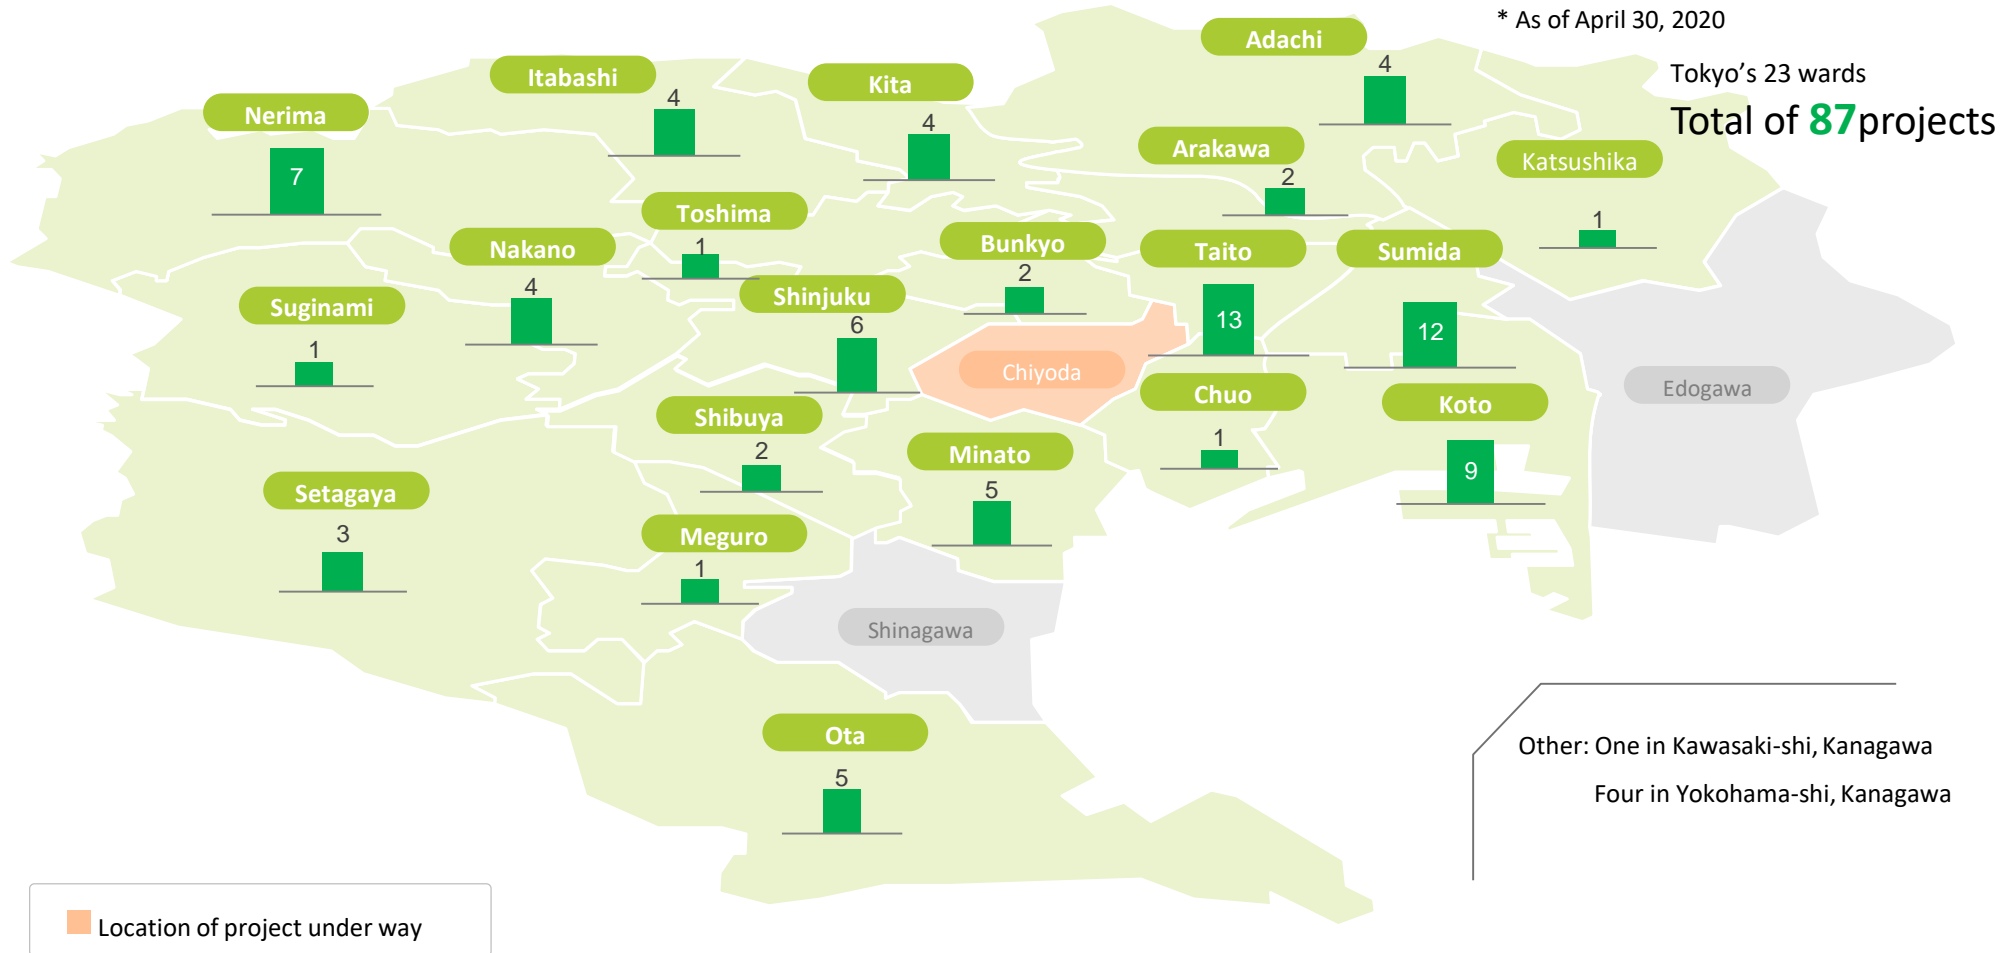 * As of April 30, 2020
Tokyo’s 23 wards
Total of 87projects
Adachi
4
Itabashi
4
Kita
4
Nerima
7
Arakawa
2
Katsushika
1
Toshima
1
Nakano
4
Bunkyo
2
Taito
13
Sumida
12
Suginami
1
Shinjuku
6
Chiyoda
Edogawa
Chuo
1
Koto
9
Shibuya
2
Minato
5
Setagaya
3
Meguro
1
Shinagawa
Ota
5
Other: One in Kawasaki-shi, Kanagawa
Four in Yokohama-shi, Kanagawa
Location of project under way